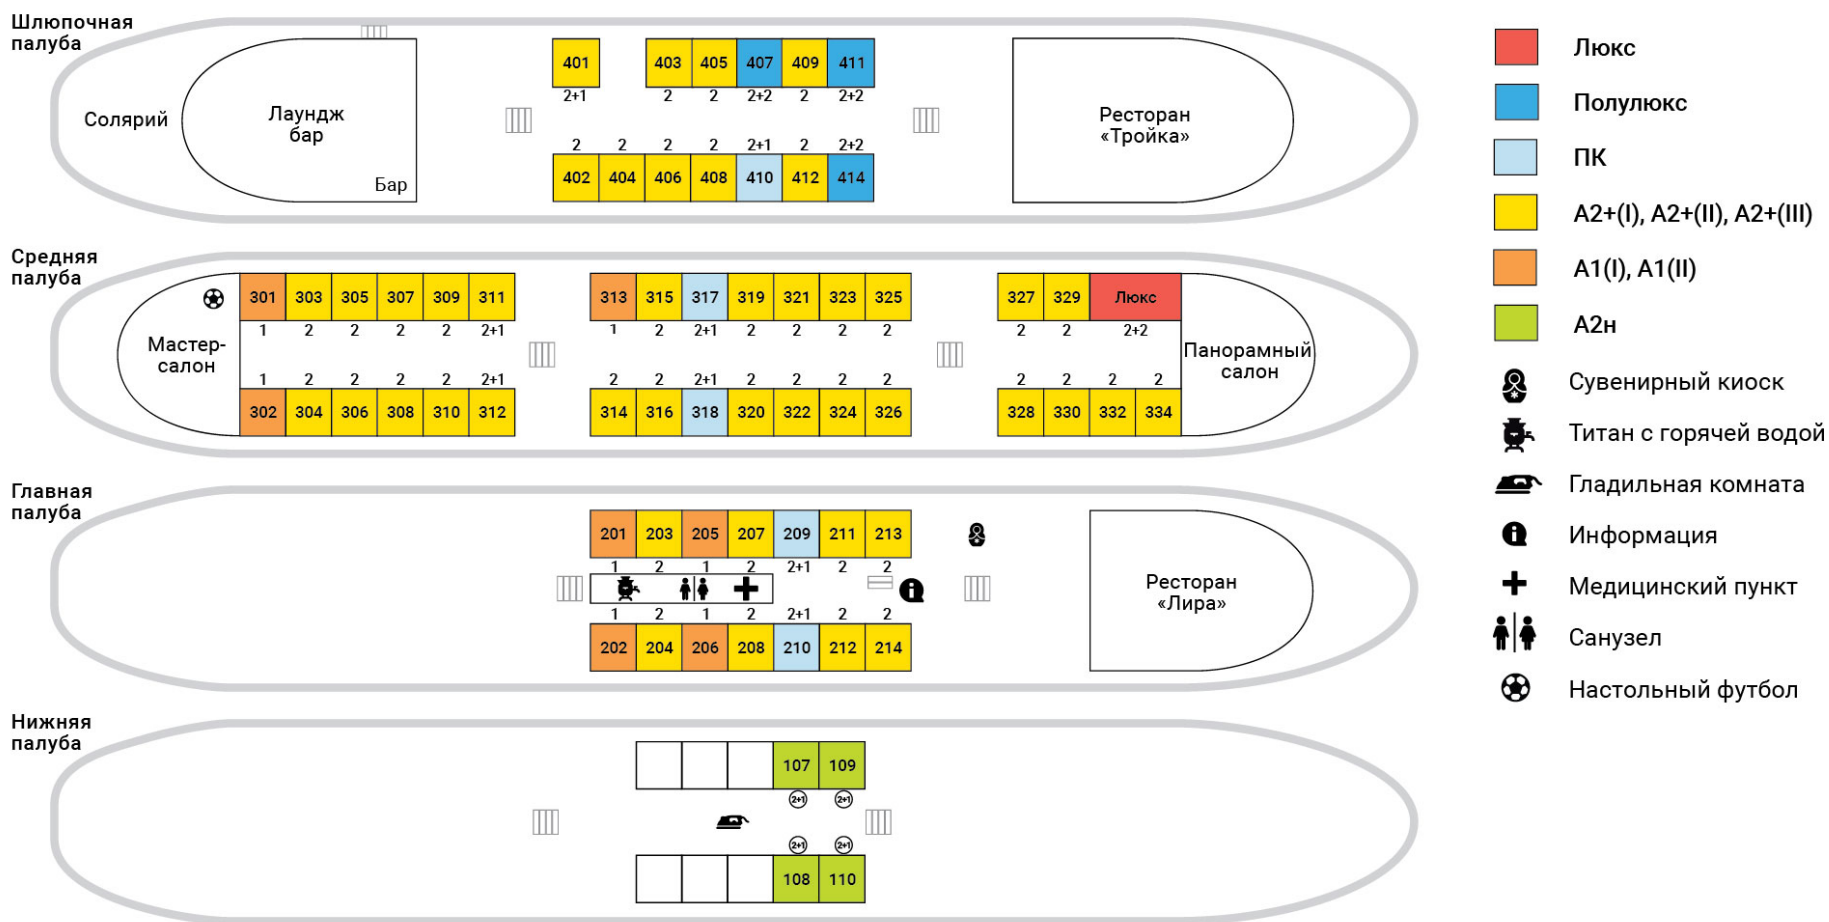 Шлюпочная
палуба
401 403 405 407 409 411
2+1 2 2 2+2 2 2+2
Солярий
Лаундж
бар
Бар
Ресторан
«Тройка»
2 2 2 2 2+1 2 2+2
402 404 406 408 410 412 414
Средняя
палуба
301 303 305 307 309 311 313 315 317 319 321 323 325 327 329 Люкс
1 2 2 2 2 2+1 1 2 2+1 2 2 2 2 2 2 2+2
Мастер-
салон
Панорамный
салон
1 2 2 2 2 2+1 2 2 2+1 2 2 2 2 2 2 2 2
302 304 306 308 310 312 314 316 318 320 322 324 326 328 330 332 334
Главная
палуба
201 203 205 207 209 211 213
1 2 1 2 2+1 2 2
Ресторан
«Лира»
1 2 1 2 2+1 2 2
202 204 206 208 210 212 214
Нижняя
палуба
107 109
2+1 2+1
2+1 2+1
108 110
Люкс
Полулюкс
ПК
А2+(I), А2+(II), А2+(III)
А1(I), А1(II)
А2н
Сувенирный киоск
Титан с горячей водой
Гладильная комната
Информация
Медицинский пункт
Санузел
Настольный футбол